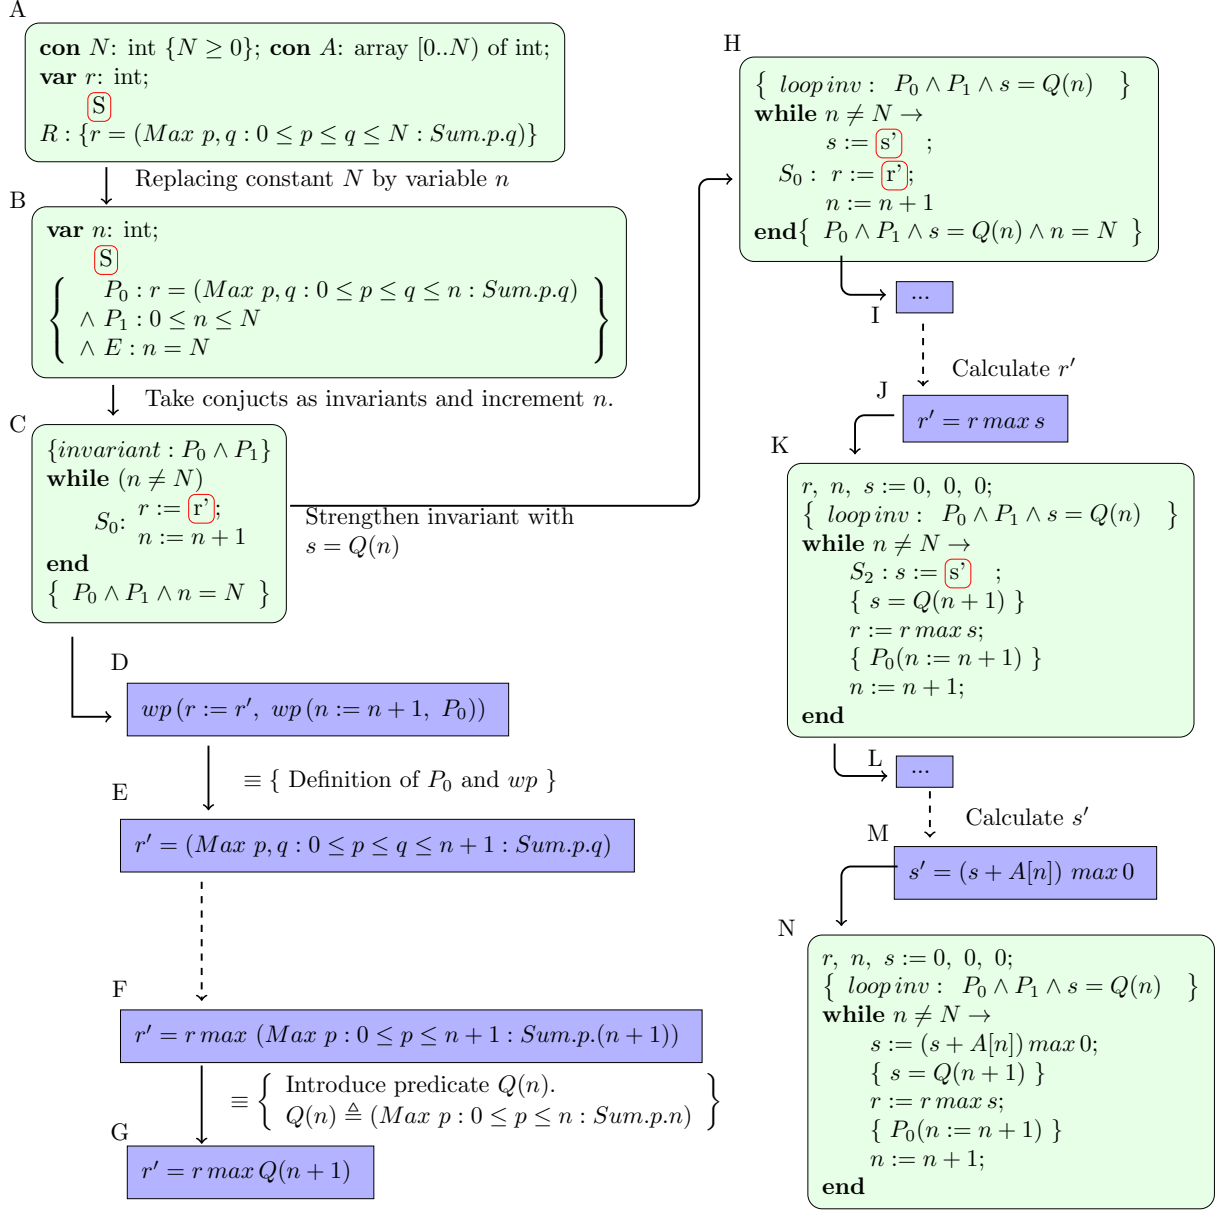 A
con N: int {N ≥ 0}; con A: array [0..N) of int;
var r: int;
S
R : {r = (Max p, q : 0 ≤ p ≤ q ≤ N : Sum.p.q)}
Replacing constant N by variable n
B
var n: int;
S
P₀ : r = (Max p, q : 0 ≤ p ≤ q ≤ n : Sum.p.q)
∧ P₁ : 0 ≤ n ≤ N
∧ E : n = N
Take conjucts as invariants and increment n.
C
{invariant : P₀ ∧ P₁}
while (n ≠ N)
r := r';
S₀:
n := n + 1
end
{ P₀ ∧ P₁ ∧ n = N }
Strengthen invariant with
s = Q(n)
D
wp (r := r′, wp (n := n + 1, P₀))
≡ { Definition of P₀ and wp }
E
r′ = (Max p, q : 0 ≤ p ≤ q ≤ n + 1 : Sum.p.q)
F
r′ = r max (Max p : 0 ≤ p ≤ n + 1 : Sum.p.(n + 1))
≡ { Introduce predicate Q(n).
Q(n) ≜ (Max p : 0 ≤ p ≤ n : Sum.p.n) }
G
r′ = r max Q(n + 1)
H
{ loop inv : P₀ ∧ P₁ ∧ s = Q(n) }
while n ≠ N →
s := s' ;
S₀ : r := r';
n := n + 1
end{ P₀ ∧ P₁ ∧ s = Q(n) ∧ n = N }
...
I
Calculate r′
J
r′ = r max s
K
r, n, s := 0, 0, 0;
{ loop inv : P₀ ∧ P₁ ∧ s = Q(n) }
while n ≠ N →
S₂ : s := s' ;
{ s = Q(n + 1) }
r := r max s;
{ P₀(n := n + 1) }
n := n + 1;
end
L
...
Calculate s′
M
s′ = (s + A[n]) max 0
N
r, n, s := 0, 0, 0;
{ loop inv : P₀ ∧ P₁ ∧ s = Q(n) }
while n ≠ N →
s := (s + A[n]) max 0;
{ s = Q(n + 1) }
r := r max s;
{ P₀(n := n + 1) }
n := n + 1;
end